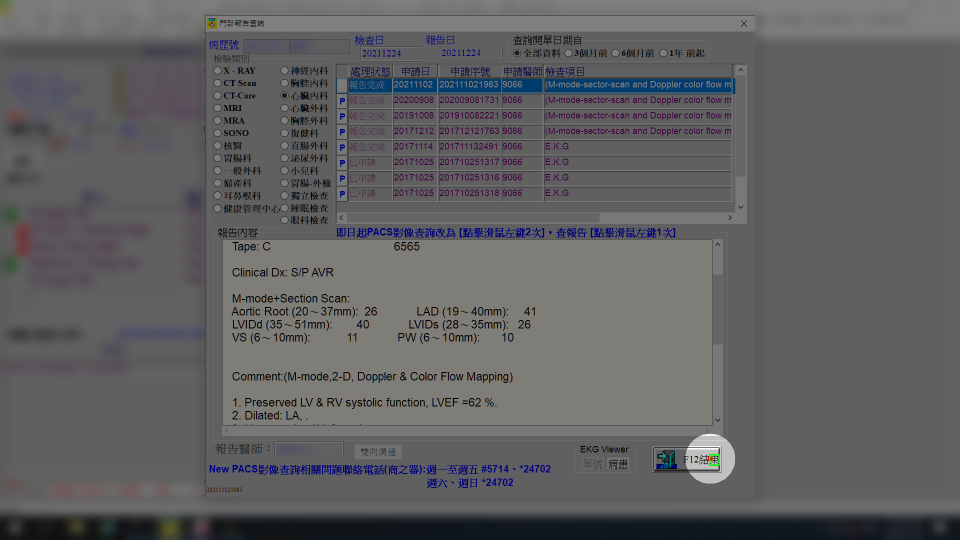 門診報告查詢
病歷號
檢查日
20211224
報告日
20211224
查詢開單日期自
全部資料 3個月前 6個月前 1年 前起
檢驗類別
X - RAY
CT Scan
CT-Care
MRI
MRA
SONO
核醫
胃腸科
一般外科
婦產科
耳鼻喉科
健康管理中心
神經內科
胸腔內科
心臟內科
心臟外科
胸腔外科
復健科
直腸外科
泌尿外科
小兒科
胃腸-外檢
獨立檢查
睡眠檢查
眼科檢查
處理狀態 申請日 申請序號 申請醫師 檢查項目
報告完成 20211102 202111021983 9066 (M-mode-sector-scan and Doppler color flow m
P 報告完成 20200908 202009081731 9066 (M-mode-sector-scan and Doppler color flow m
P 報告完成 20191008 201910082221 9066 (M-mode-sector-scan and Doppler color flow m
P 報告完成 20171212 201712121763 9066 (M-mode-sector-scan and Doppler color flow m
P 報告完成 20171114 201711132491 9066 E.K.G
P 已申請 20171025 201710251317 9066 E.K.G
P 已申請 20171025 201710251316 9066 E.K.G
P 已申請 20171025 201710251318 9066 E.K.G
報告內容
即日起PACS影像查詢改為 [點擊滑鼠左鍵2次]，查報告 [點擊滑鼠左鍵1次]
Tape: C 6565
Clinical Dx: S/P AVR
M-mode+Section Scan:
Aortic Root (20～37mm): 26 LAD (19～40mm): 41
LVIDd (35～51mm): 40 LVIDs (28～35mm): 26
VS (6～10mm): 11 PW (6～10mm): 10
Comment:(M-mode,2-D, Doppler & Color Flow Mapping)
1. Preserved LV & RV systolic function, LVEF =62 %.
2. Dilated: LA, .
報告醫師：
雙向溝通
EKG Viewer
單號 病患
F12結束
New PACS影像查詢相關問題聯絡電話(商之器):週一至週五 #5714、*24702
週六、週日 *24702
202111021983